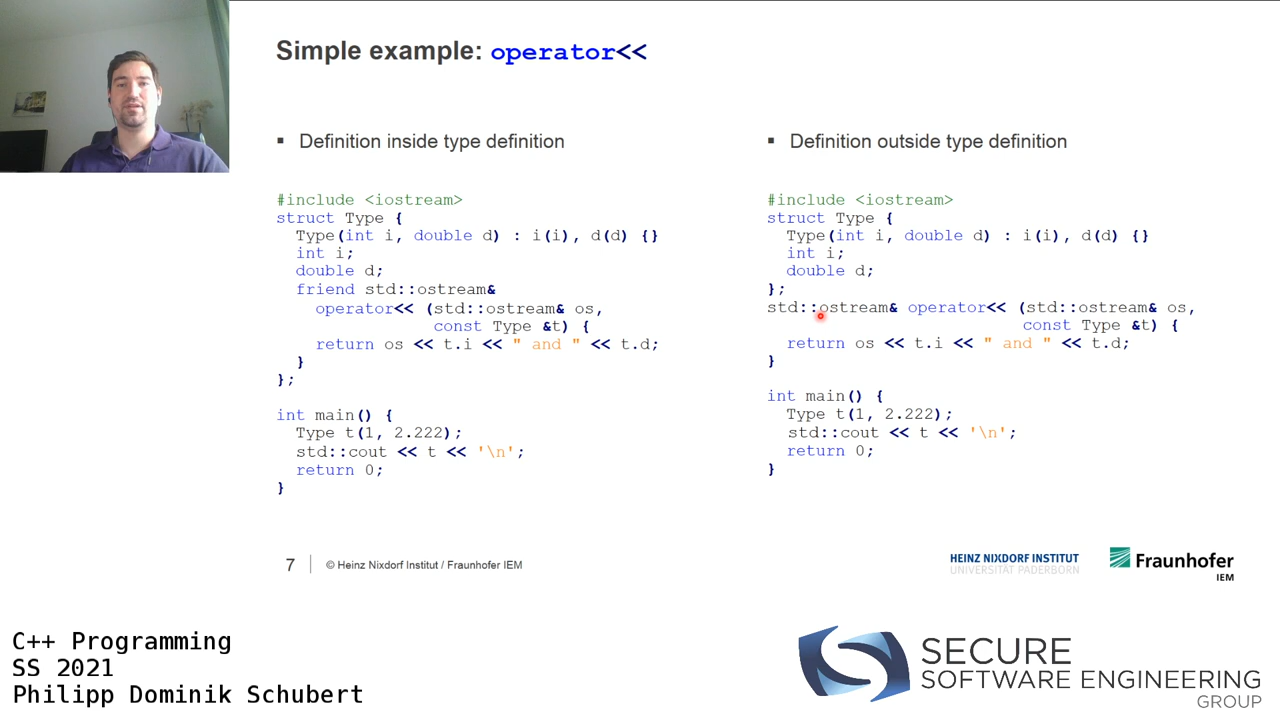 Simple example: operator<<
▪ Definition inside type definition
#include <iostream>
struct Type {
  Type(int i, double d) : i(i), d(d) {}
  int i;
  double d;
  friend std::ostream&
    operator<< (std::ostream& os,
                const Type &t) {
    return os << t.i << " and " << t.d;
  }
};
int main() {
  Type t(1, 2.222);
  std::cout << t << '\n';
  return 0;
}
▪ Definition outside type definition
#include <iostream>
struct Type {
  Type(int i, double d) : i(i), d(d) {}
  int i;
  double d;
};
std::ostream& operator<< (std::ostream& os,
                          const Type &t) {
  return os << t.i << " and " << t.d;
}
int main() {
  Type t(1, 2.222);
  std::cout << t << '\n';
  return 0;
}
7 © Heinz Nixdorf Institut / Fraunhofer IEM
HEINZ NIXDORF INSTITUT
UNIVERSITÄT PADERBORN
Fraunhofer
IEM
C++ Programming
SS 2021
Philipp Dominik Schubert
SECURE
SOFTWARE ENGINEERING
GROUP